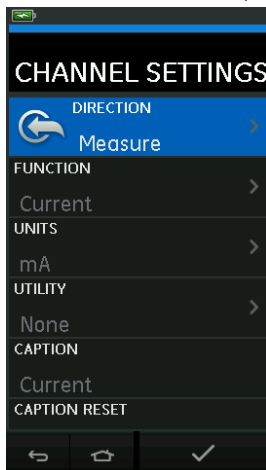 CHANNEL SETTINGS
DIRECTION
Measure
FUNCTION
Current
UNITS
mA
UTILITY
None
CAPTION
Current
CAPTION RESET